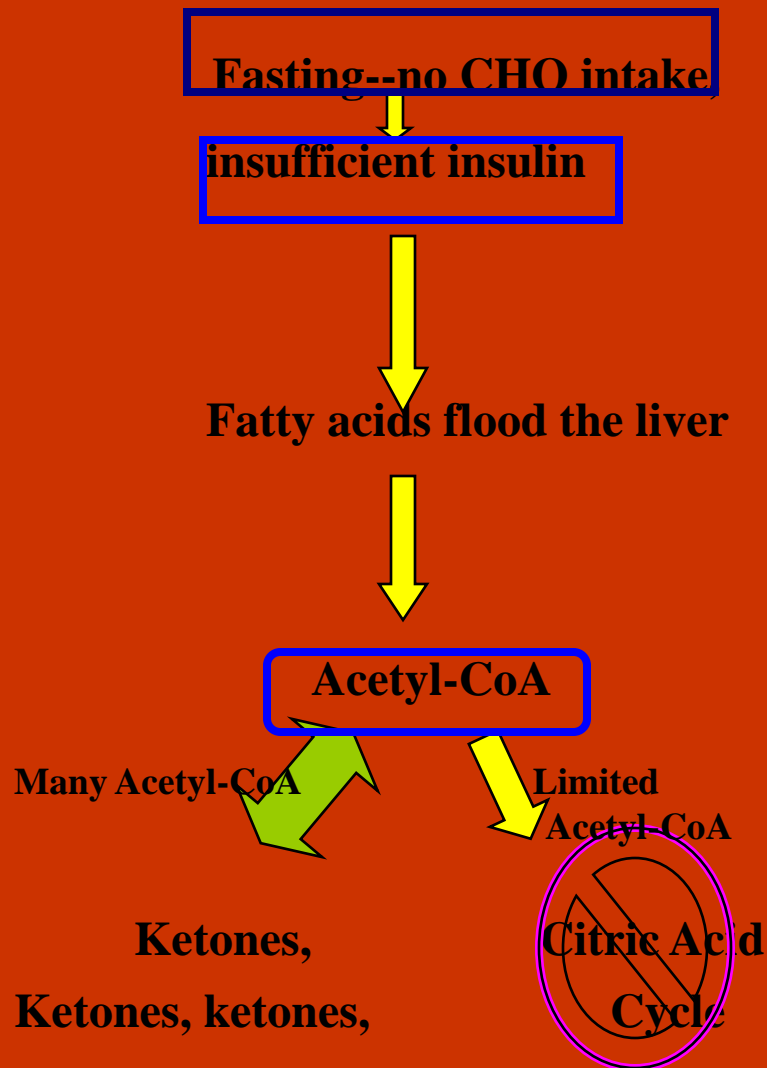 Fasting--no CHO intake,
insufficient insulin
Fatty acids flood the liver
Acetyl-CoA
Many Acetyl-CoA
Limited
Acetyl-CoA
Ketones,
Ketones, ketones,
Citric Acid
Cycle